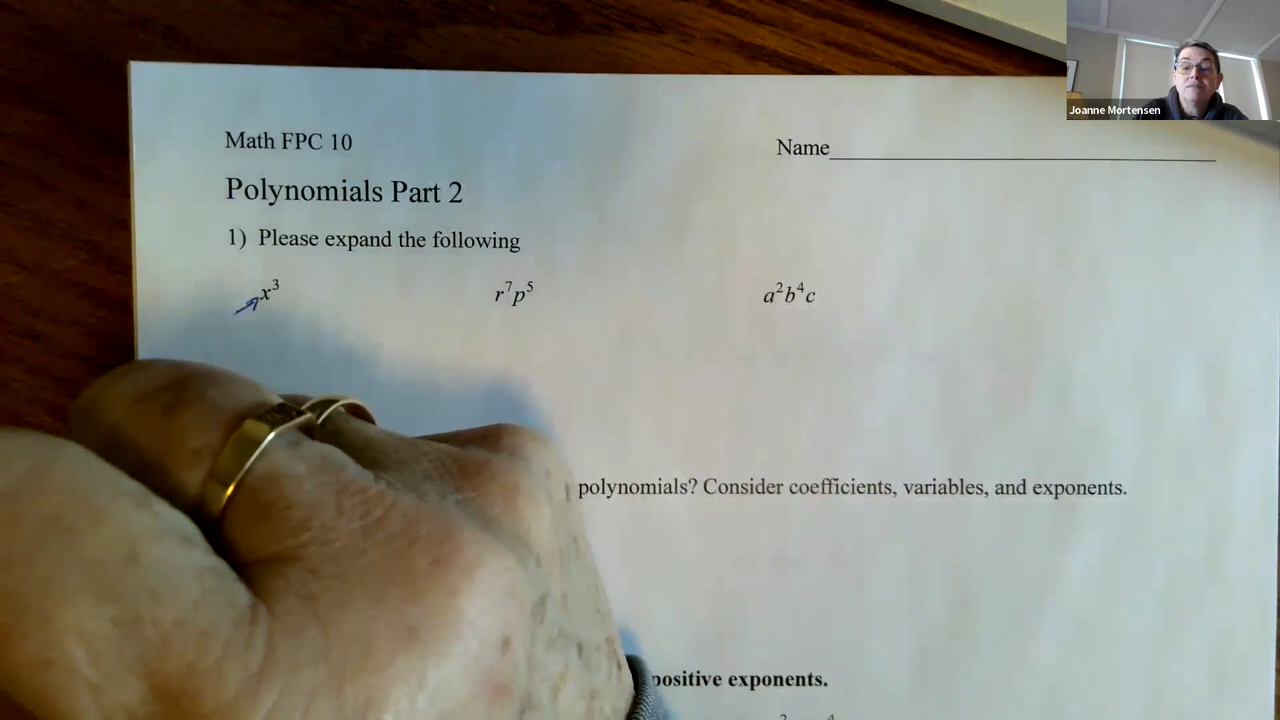 Joanne Mortensen
Math FPC 10
Name
Polynomials Part 2
1) Please expand the following
x³ r⁷p⁵ a²b⁴c
polynomials? Consider coefficients, variables, and exponents.
positive exponents.